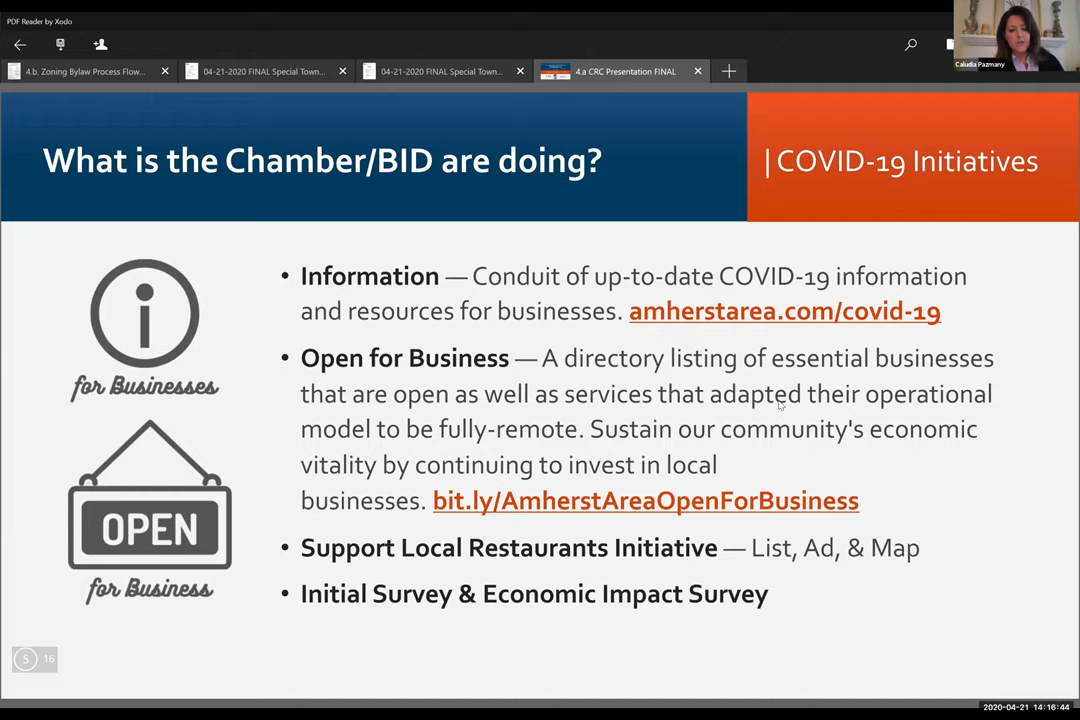 PDF Reader by Xodo
4.b. Zoning Bylaw Process Flow...
04-21-2020 FINAL Special Town...
04-21-2020 FINAL Special Town...
4.a CRC Presentation FINAL
Caludia Pazmany
What is the Chamber/BID are doing?
| COVID-19 Initiatives
for Businesses
OPEN
for Business
• Information — Conduit of up-to-date COVID-19 information
and resources for businesses. amherstarea.com/covid-19
• Open for Business — A directory listing of essential businesses
that are open as well as services that adapted their operational
model to be fully-remote. Sustain our community's economic
vitality by continuing to invest in local
businesses. bit.ly/AmherstAreaOpenForBusiness
• Support Local Restaurants Initiative — List, Ad, & Map
• Initial Survey & Economic Impact Survey
5 16
2020-04-21 14:16:44